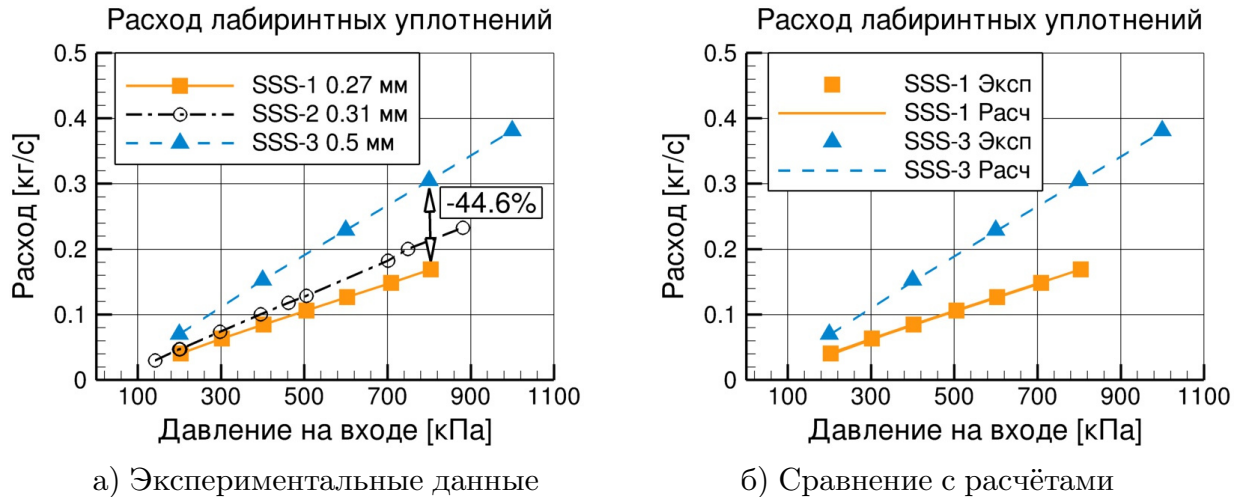 Расход лабиринтных уплотнений
0.5
0.4
0.3
0.2
0.1
0
Расход [кг/с]
SSS-1 0.27 мм
SSS-2 0.31 мм
SSS-3 0.5 мм
-44.6%
100 300 500 700 900 1100
Давление на входе [кПа]
а) Экспериментальные данные
Расход лабиринтных уплотнений
0.5
0.4
0.3
0.2
0.1
0
Расход [кг/с]
SSS-1 Эксп
SSS-1 Расч
SSS-3 Эксп
SSS-3 Расч
100 300 500 700 900 1100
Давление на входе [кПа]
б) Сравнение с расчётами